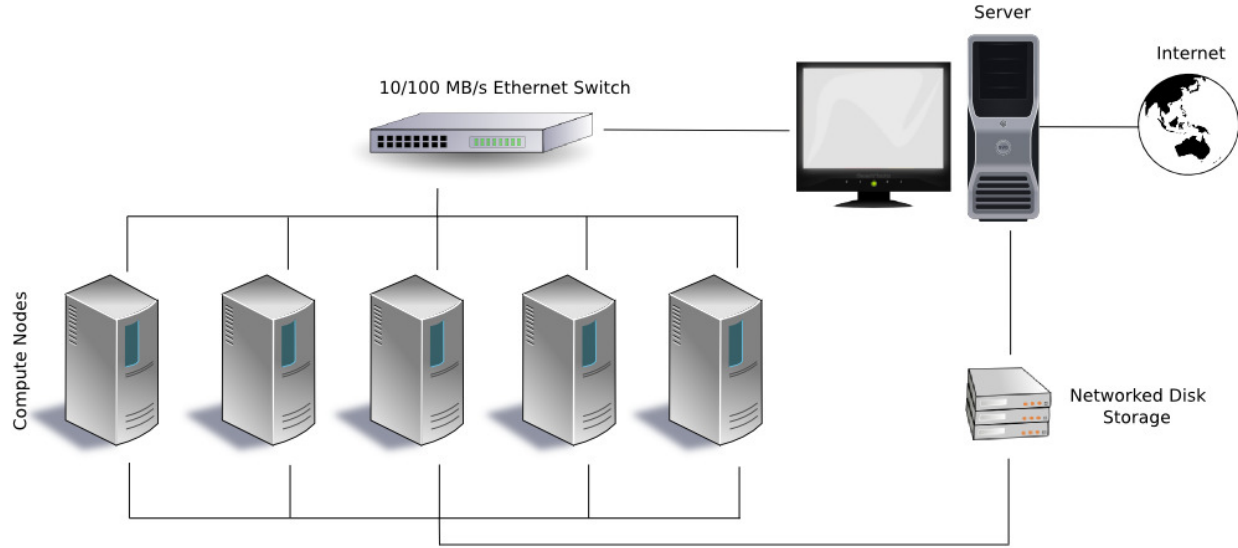 Server
Internet
10/100 MB/s Ethernet Switch
Compute Nodes
Networked Disk
Storage